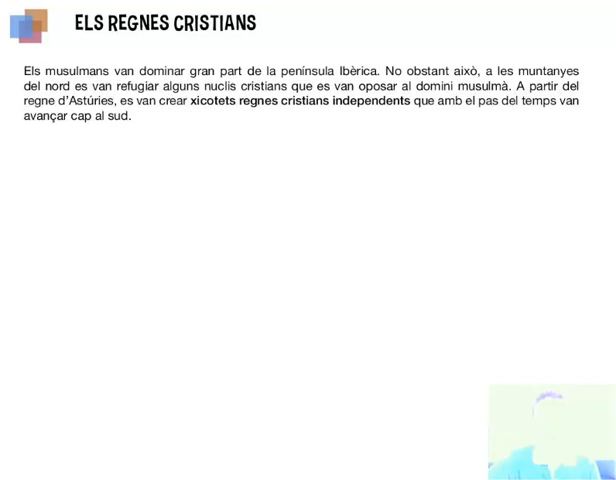 ELS REGNES CRISTIANS
Els musulmans van dominar gran part de la península Ibèrica. No obstant això, a les muntanyes
del nord es van refugiar alguns nuclis cristians que es van oposar al domini musulmà. A partir del
regne d'Astúries, es van crear xicotets regnes cristians independents que amb el pas del temps van
avançar cap al sud.